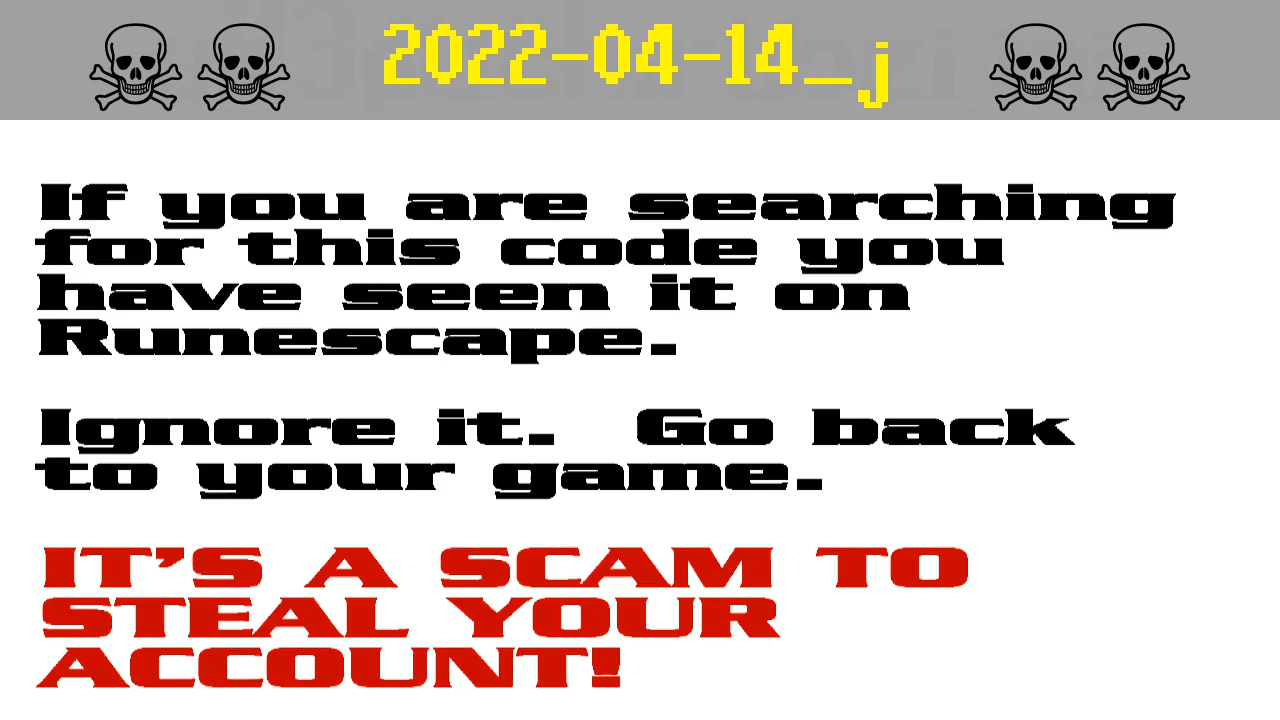 2022-04-14_j
If you are searching
for this code you
have seen it on
Runescape.
Ignore it.  Go back
to your game.
IT'S A SCAM TO
STEAL YOUR
ACCOUNT!